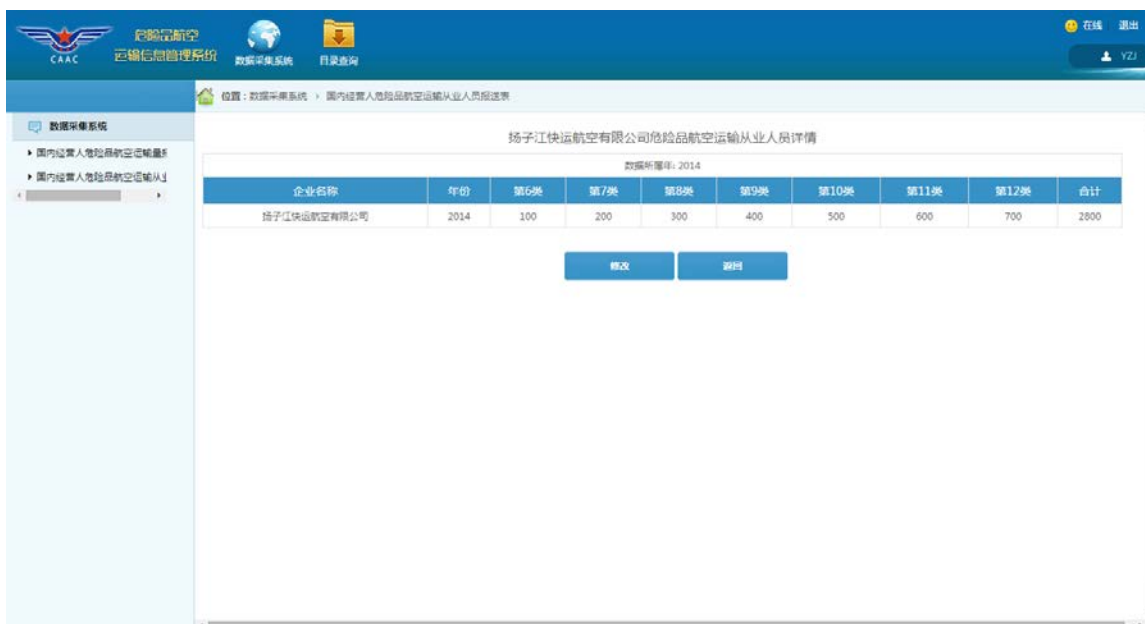 危险品航空
运输信息管理系统
CAAC
数据采集系统
目录查询
在线 退出
YZJ
位置：数据采集系统 › 国内经营人危险品航空运输从业人员报送表
数据采集系统
国内经营人危险品航空运输量
国内经营人危险品航空运输从
扬子江快运航空有限公司危险品航空运输从业人员详情
数据所属年: 2014
企业名称 年份 第6类 第7类 第8类 第9类 第10类 第11类 第12类 合计
扬子江快运航空有限公司 2014 100 200 300 400 500 600 700 2800
修改 返回